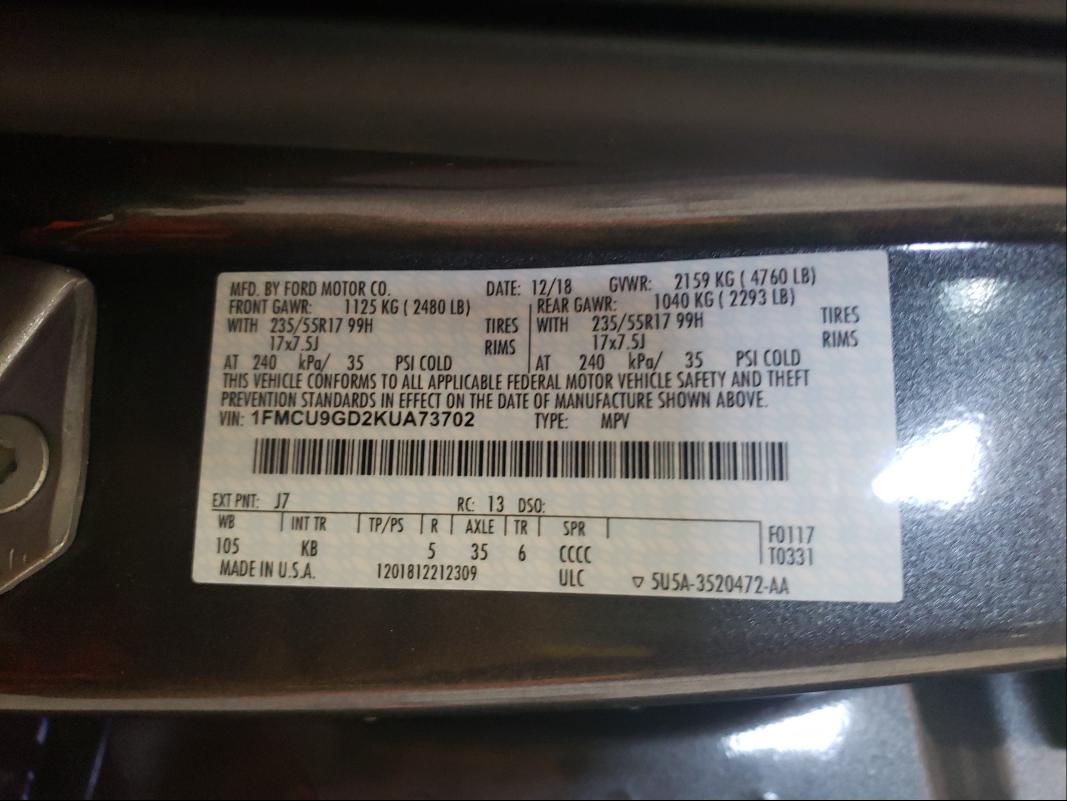 MFD. BY FORD MOTOR CO. DATE: 12/18 GVWR: 2159 KG ( 4760 LB)
FRONT GAWR: 1125 KG ( 2480 LB) REAR GAWR: 1040 KG ( 2293 LB)
WITH 235/55R17 99H TIRES WITH 235/55R17 99H TIRES
17x7.5J RIMS 17x7.5J RIMS
AT 240 kPa/ 35 PSI COLD AT 240 kPa/ 35 PSI COLD
THIS VEHICLE CONFORMS TO ALL APPLICABLE FEDERAL MOTOR VEHICLE SAFETY AND THEFT
PREVENTION STANDARDS IN EFFECT ON THE DATE OF MANUFACTURE SHOWN ABOVE.
VIN: 1FMCU9GD2KUA73702 TYPE: MPV
EXT PNT: J7 RC: 13 DSO:
WB INT TR TP/PS R AXLE TR SPR F0117
105 KB 5 35 6 CCCC T0331
MADE IN U.S.A. 1201812212309 ULC ▽ 5U5A-3520472-AA